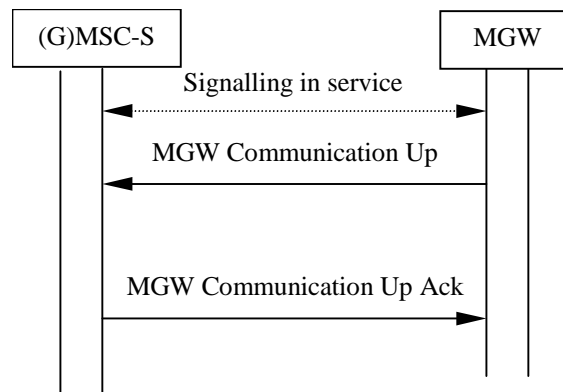 (G)MSC-S
MGW
Signalling in service
MGW Communication Up
MGW Communication Up Ack